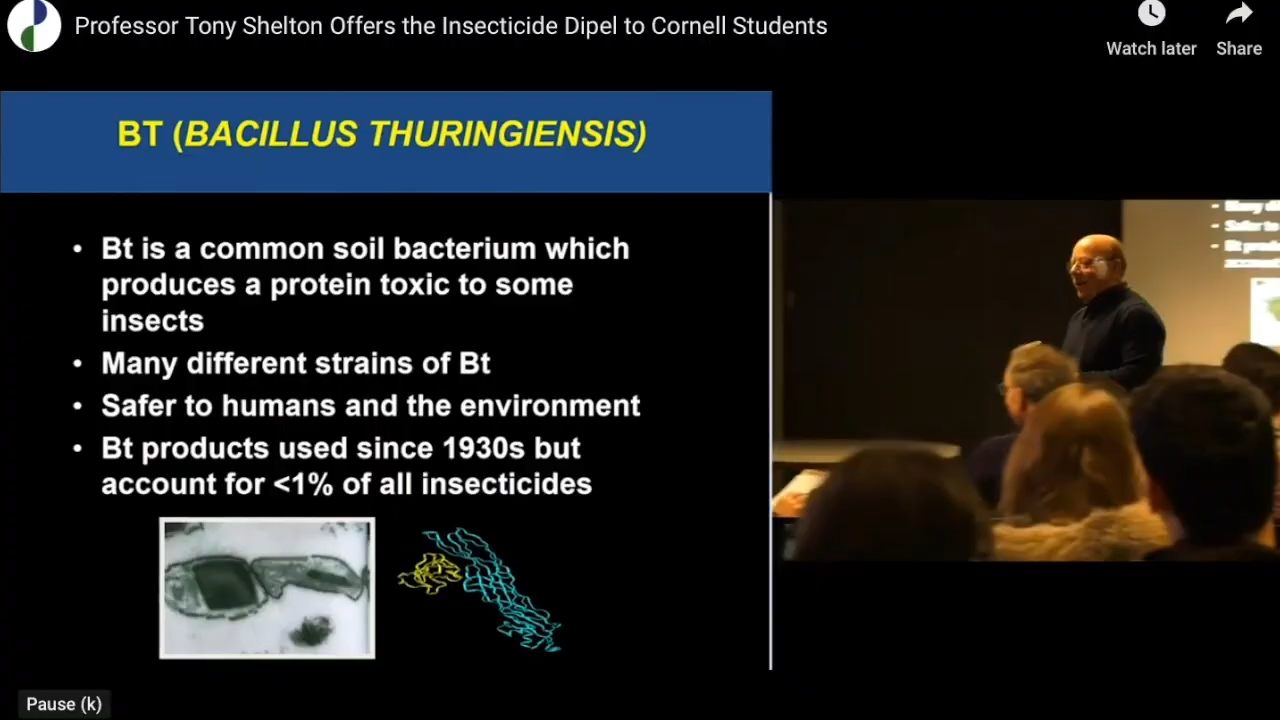 Professor Tony Shelton Offers the Insecticide Dipel to Cornell Students
Watch later
Share
BT (BACILLUS THURINGIENSIS)
• Bt is a common soil bacterium which
produces a protein toxic to some
insects
• Many different strains of Bt
• Safer to humans and the environment
• Bt products used since 1930s but
account for <1% of all insecticides
Pause (k)